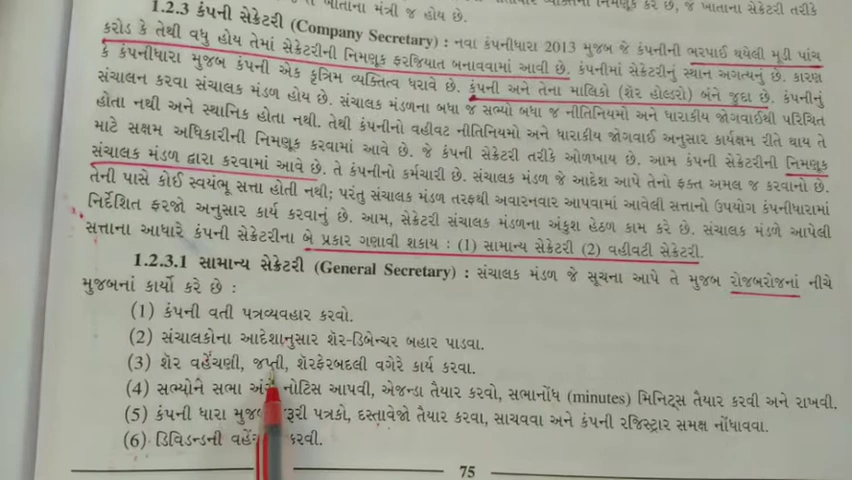 ખાતાના મંત્રી જ હોય છે.
નિમણૂક કરે છે, જે ખાતાના સેક્રેટરી તરીકે
1.2.3 કંપની સેક્રેટરી (Company Secretary) : નવા કંપનીધારા 2013 મુજબ જે કંપનીની ભરપાઈ થયેલી મૂડી પાંચ
કરોડ કે તેથી વધુ હોય તેમાં સેક્રેટરીની નિમણૂક ફરજિયાત બનાવવામાં આવી છે. કંપનીમાં સેક્રેટરીનું સ્થાન અગત્યનું છે. કારણ
કે કંપનીધારા મુજબ કંપની એક કૃત્રિમ વ્યક્તિત્વ ધરાવે છે. કંપની અને તેના માલિકો (શૅર હોલ્ડરો) બંને જુદા છે. કંપનીનું
સંચાલન કરવા સંચાલક મંડળ હોય છે. સંચાલક મંડળના બધા જ સભ્યો બધા જ નીતિનિયમો અને ધારાકીય જોગવાઈથી પરિચિત
હોતા નથી અને સ્થાનિક હોતા નથી. તેથી કંપનીનો વહીવટ નીતિનિયમો અને ધારાકીય જોગવાઈ અનુસાર કાર્યક્ષમ રીતે થાય તે
માટે સક્ષમ અધિકારીની નિમણૂક કરવામાં આવે છે. જે કંપની સેક્રેટરી તરીકે ઓળખાય છે. આમ કંપની સેક્રેટરીની નિમણૂક
સંચાલક મંડળ દ્વારા કરવામાં આવે છે. તે કંપનીનો કર્મચારી છે. સંચાલક મંડળ જે આદેશ આપે તેનો ફક્ત અમલ જ કરવાનો છે.
તેની પાસે કોઈ સ્વયંભૂ સત્તા હોતી નથી; પરંતુ સંચાલક મંડળ તરફથી અવારનવાર આપવામાં આવેલી સત્તાનો ઉપયોગ કંપનીધારામાં
નિર્દેશિત ફરજો અનુસાર કાર્ય કરવાનું છે. આમ, સેક્રેટરી સંચાલક મંડળના અંકુશ હેઠળ કામ કરે છે. સંચાલક મંડળે આપેલી
સત્તાના આધારે કંપની સેક્રેટરીના બે પ્રકાર ગણાવી શકાય : (1) સામાન્ય સેક્રેટરી (2) વહીવટી સેક્રેટરી.
1.2.3.1 સામાન્ય સેક્રેટરી (General Secretary) : સંચાલક મંડળ જે સૂચના આપે તે મુજબ રોજબરોજનાં નીચે
મુજબનાં કાર્યો કરે છે :
(1) કંપની વતી પત્રવ્યવહાર કરવો.
(2) સંચાલકોના આદેશાનુસાર શૅર-ડિબેન્ચર બહાર પાડવા.
(3) શૅર વહેંચણી, જપ્તી, શૅરફેરબદલી વગેરે કાર્ય કરવા.
(4) સભ્યોને સભા નોટિસ આપવી, એજન્ડા તૈયાર કરવો, સભાનોંધ (minutes) મિનિટ્સ તૈયાર કરવી અને રાખવી.
(5) કંપની ધારા પત્રકો, દસ્તાવેજો તૈયાર કરવા, સાચવવા અને કંપની રજિસ્ટ્રાર સમક્ષ નોંધાવવા.
(6) ડિવિડન્ડની કરવી.
75